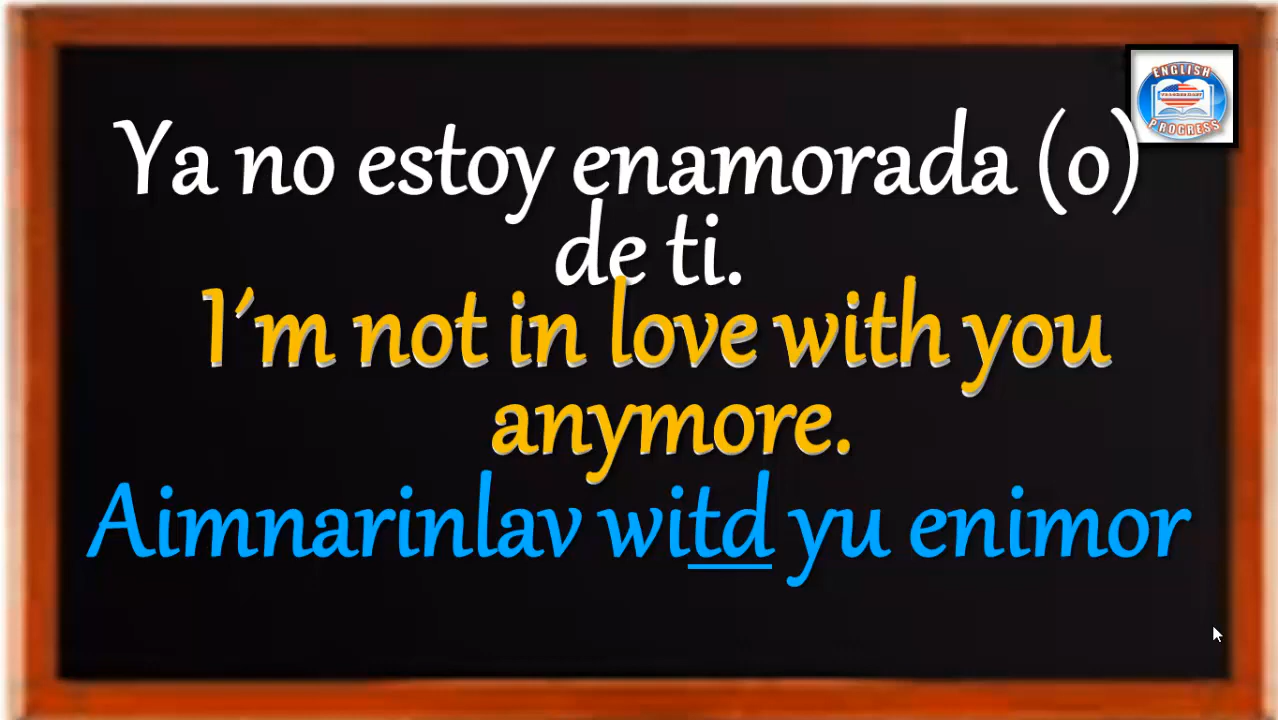 ENGLISH
PROGRESS
Ya no estoy enamorada (o)
de ti.
I´m not in love with you
anymore.
Aimnarinlav witd yu enimor